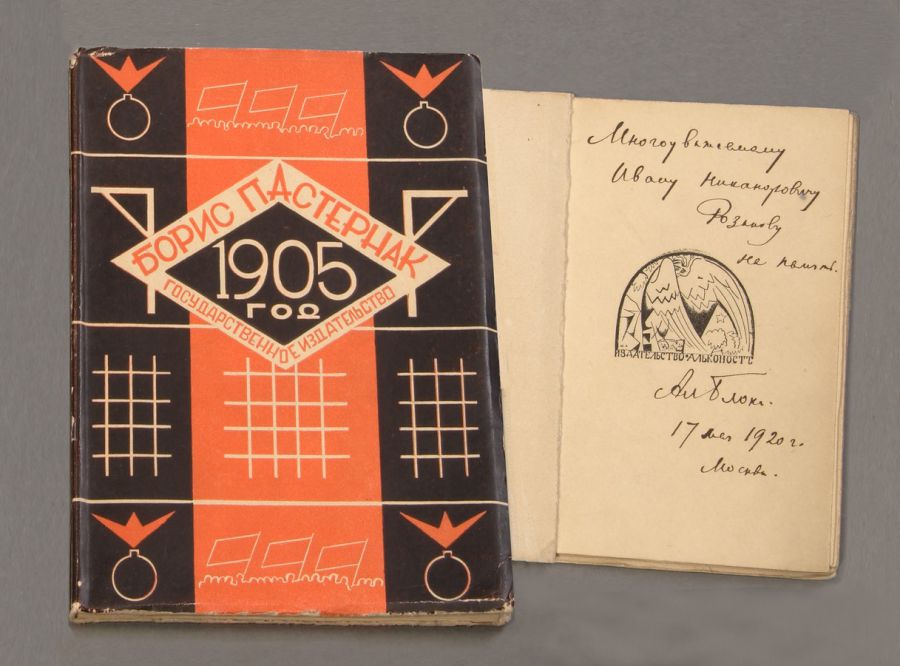 БОРИС ПАСТЕРНАК
1905
ГОД
ГОСУДАРСТВЕННОЕ ИЗДАТЕЛЬСТВО
Многоуважаемому
Ивану Никаноровичу
Розанову
на память.
ИЗДАТЕЛЬСТВО•АЛЬКОНОСТЪ
Ал Блок.
17 мая 1920 г.
Москва.